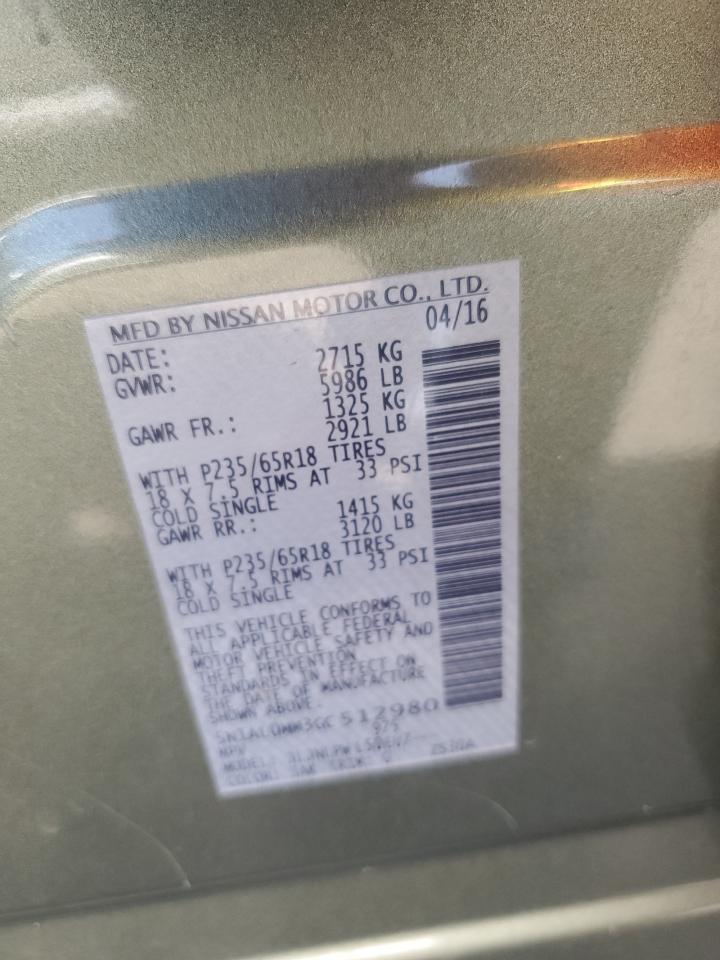 MFD BY NISSAN MOTOR CO., LTD.
DATE: 04/16
GVWR: 2715 KG
5986 LB
GAWR FR.: 1325 KG
2921 LB
WITH P235/65R18 TIRES
18 X 7.5 RIMS AT 33 PSI
COLD SINGLE
GAWR RR.: 1415 KG
3120 LB
WITH P235/65R18 TIRES
18 X 7.5 RIMS AT 33 PSI
COLD SINGLE
THIS VEHICLE CONFORMS TO
ALL APPLICABLE FEDERAL
MOTOR VEHICLE SAFETY AND
THEFT PREVENTION
STANDARDS IN EFFECT ON
THE DATE OF MANUFACTURE
SHOWN ABOVE.
512980
MPV
MODEL:
COLOR: